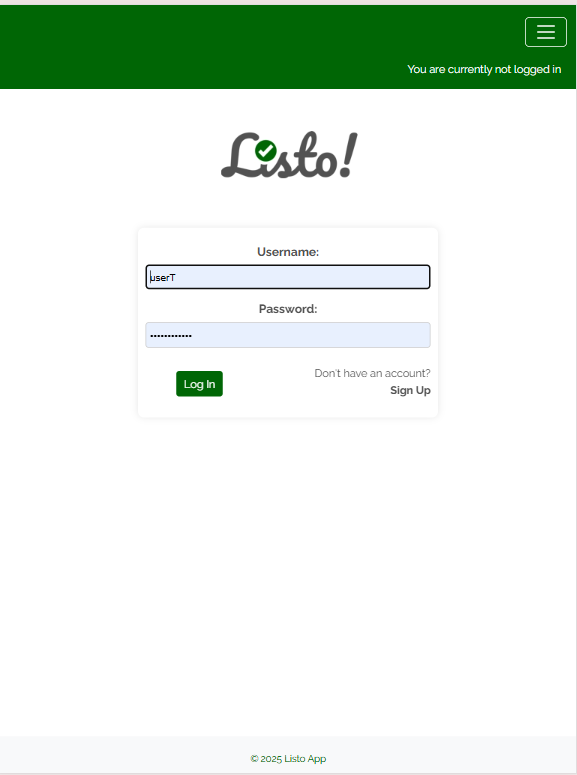 You are currently not logged in
Listo!
Username:
userT
Password:
••••••••••••
Log In
Don't have an account?
Sign Up
© 2025 Listo App